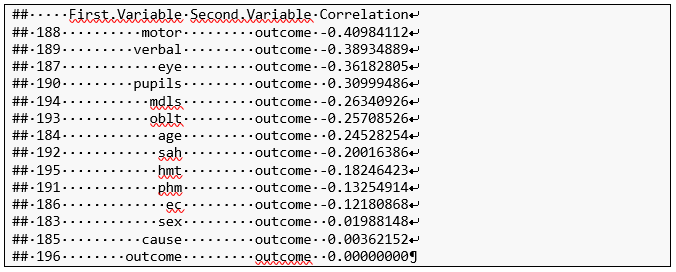 ## First.Variable Second.Variable Correlation↵
## 188 motor outcome -0.40984112↵
## 189 verbal outcome -0.38934889↵
## 187 eye outcome -0.36182805↵
## 190 pupils outcome 0.30999486↵
## 194 mdls outcome 0.26340926↵
## 193 oblt outcome 0.25708526↵
## 184 age outcome 0.24528254↵
## 192 sah outcome 0.20016386↵
## 195 hmt outcome 0.18246423↵
## 191 phm outcome 0.13254914↵
## 186 ec outcome 0.12180868↵
## 183 sex outcome 0.01988148↵
## 185 cause outcome 0.00362152↵
## 196 outcome outcome 0.00000000¶